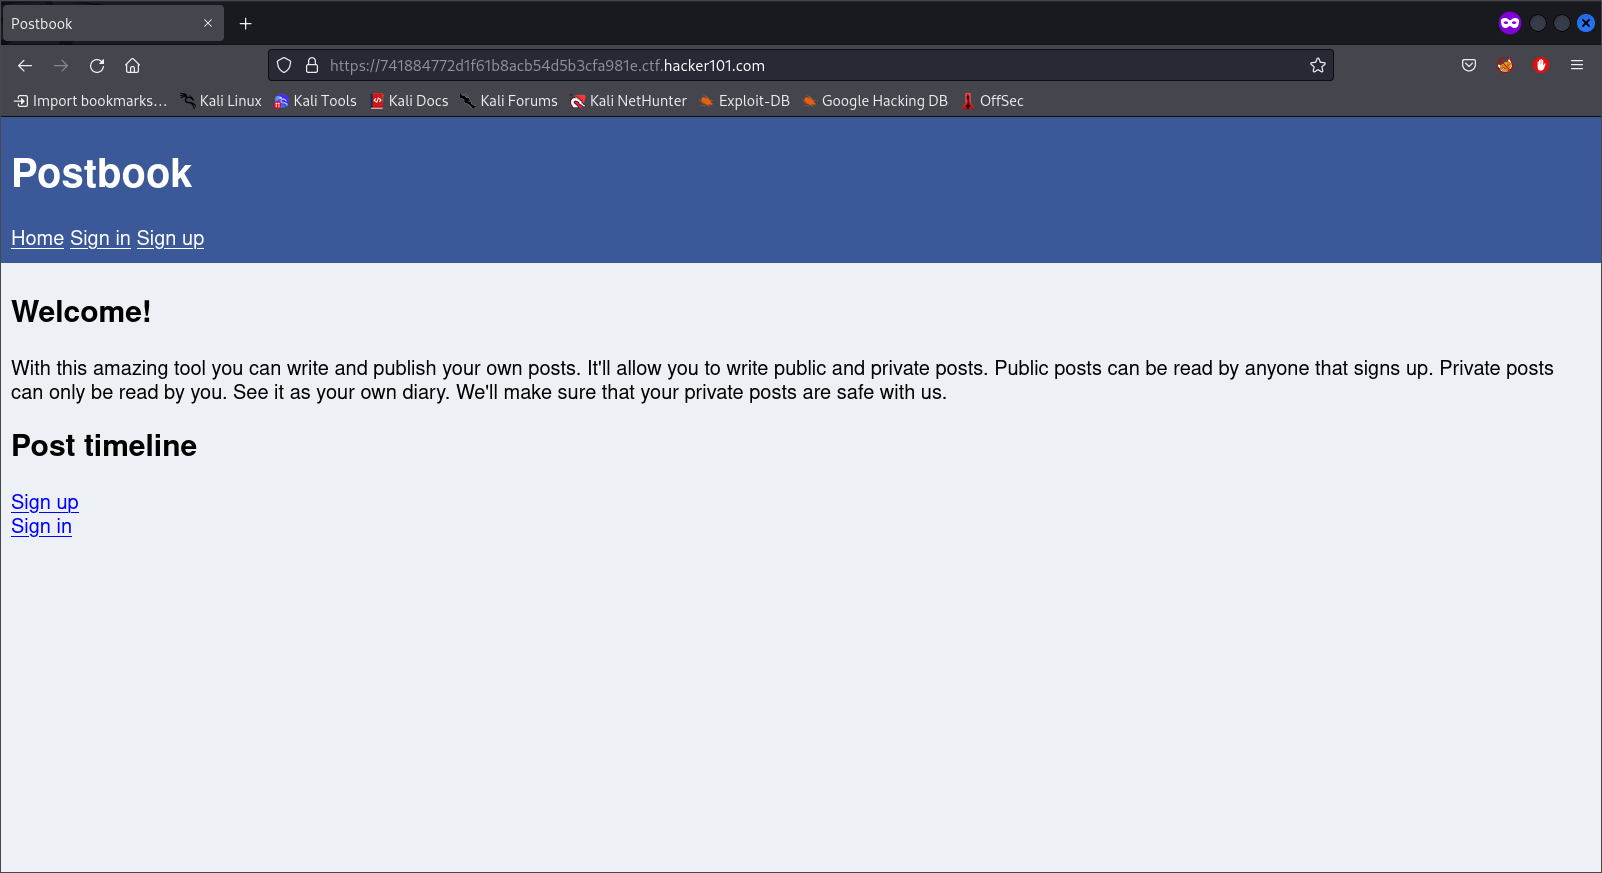 Postbook
https://741884772d1f61b8acb54d5b3cfa981e.ctf.hacker101.com
Import bookmarks... Kali Linux Kali Tools Kali Docs Kali Forums Kali NetHunter Exploit-DB Google Hacking DB OffSec
Postbook
Home Sign in Sign up
Welcome!
With this amazing tool you can write and publish your own posts. It'll allow you to write public and private posts. Public posts can be read by anyone that signs up. Private posts
can only be read by you. See it as your own diary. We'll make sure that your private posts are safe with us.
Post timeline
Sign up
Sign in